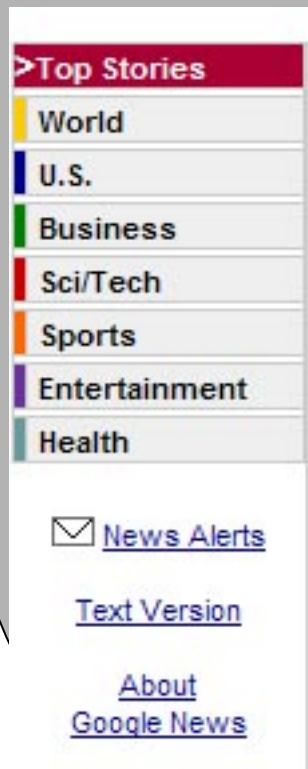 >Top Stories
World
U.S.
Business
Sci/Tech
Sports
Entertainment
Health
News Alerts
Text Version
About
Google News